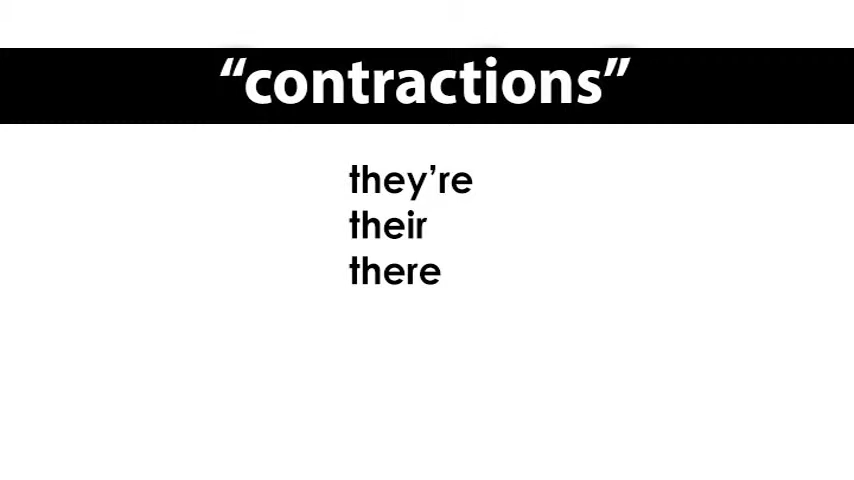 “contractions”
they’re
their
there